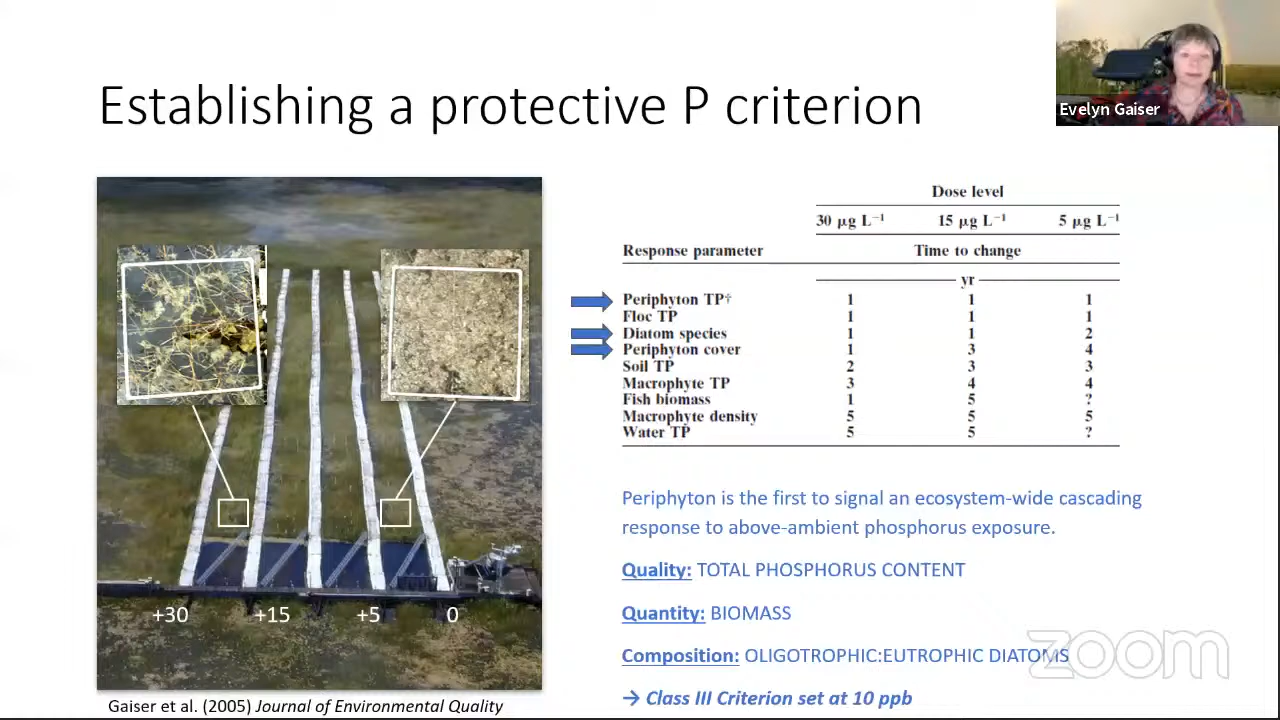 Establishing a protective P criterion
Evelyn Gaiser
Dose level
30 µg L⁻¹ 15 µg L⁻¹ 5 µg L⁻¹
Response parameter Time to change
yr
Periphyton TP† 1 1 1
Floc TP 1 1 1
Diatom species 1 1 2
Periphyton cover 1 3 4
Soil TP 2 3 3
Macrophyte TP 3 4 4
Fish biomass 1 5 ?
Macrophyte density 5 5 5
Water TP 5 5 ?
+30 +15 +5 0
Gaiser et al. (2005) Journal of Environmental Quality
Periphyton is the first to signal an ecosystem-wide cascading
response to above-ambient phosphorus exposure.
Quality: TOTAL PHOSPHORUS CONTENT
Quantity: BIOMASS
Composition: OLIGOTROPHIC:EUTROPHIC DIATOMS
→ Class III Criterion set at 10 ppb
zoom